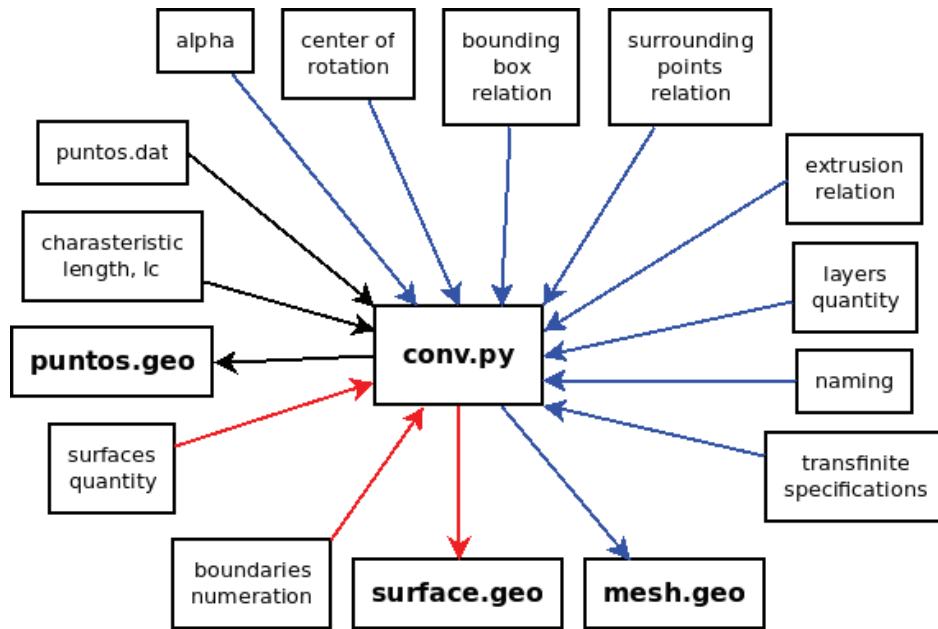 alpha
center of
rotation
bounding
box
relation
surrounding
points
relation
puntos.dat
extrusion
relation
charasteristic
length, lc
layers
quantity
puntos.geo
conv.py
naming
surfaces
quantity
transfinite
specifications
boundaries
numeration
surface.geo
mesh.geo